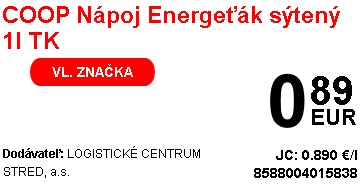 COOP Nápoj Energeťák sýtený
1l TK
VL. ZNAČKA
0 89
EUR
Dodávateľ: LOGISTICKÉ CENTRUM
STRED, a.s.
JC: 0.890 €/l
8588004015838